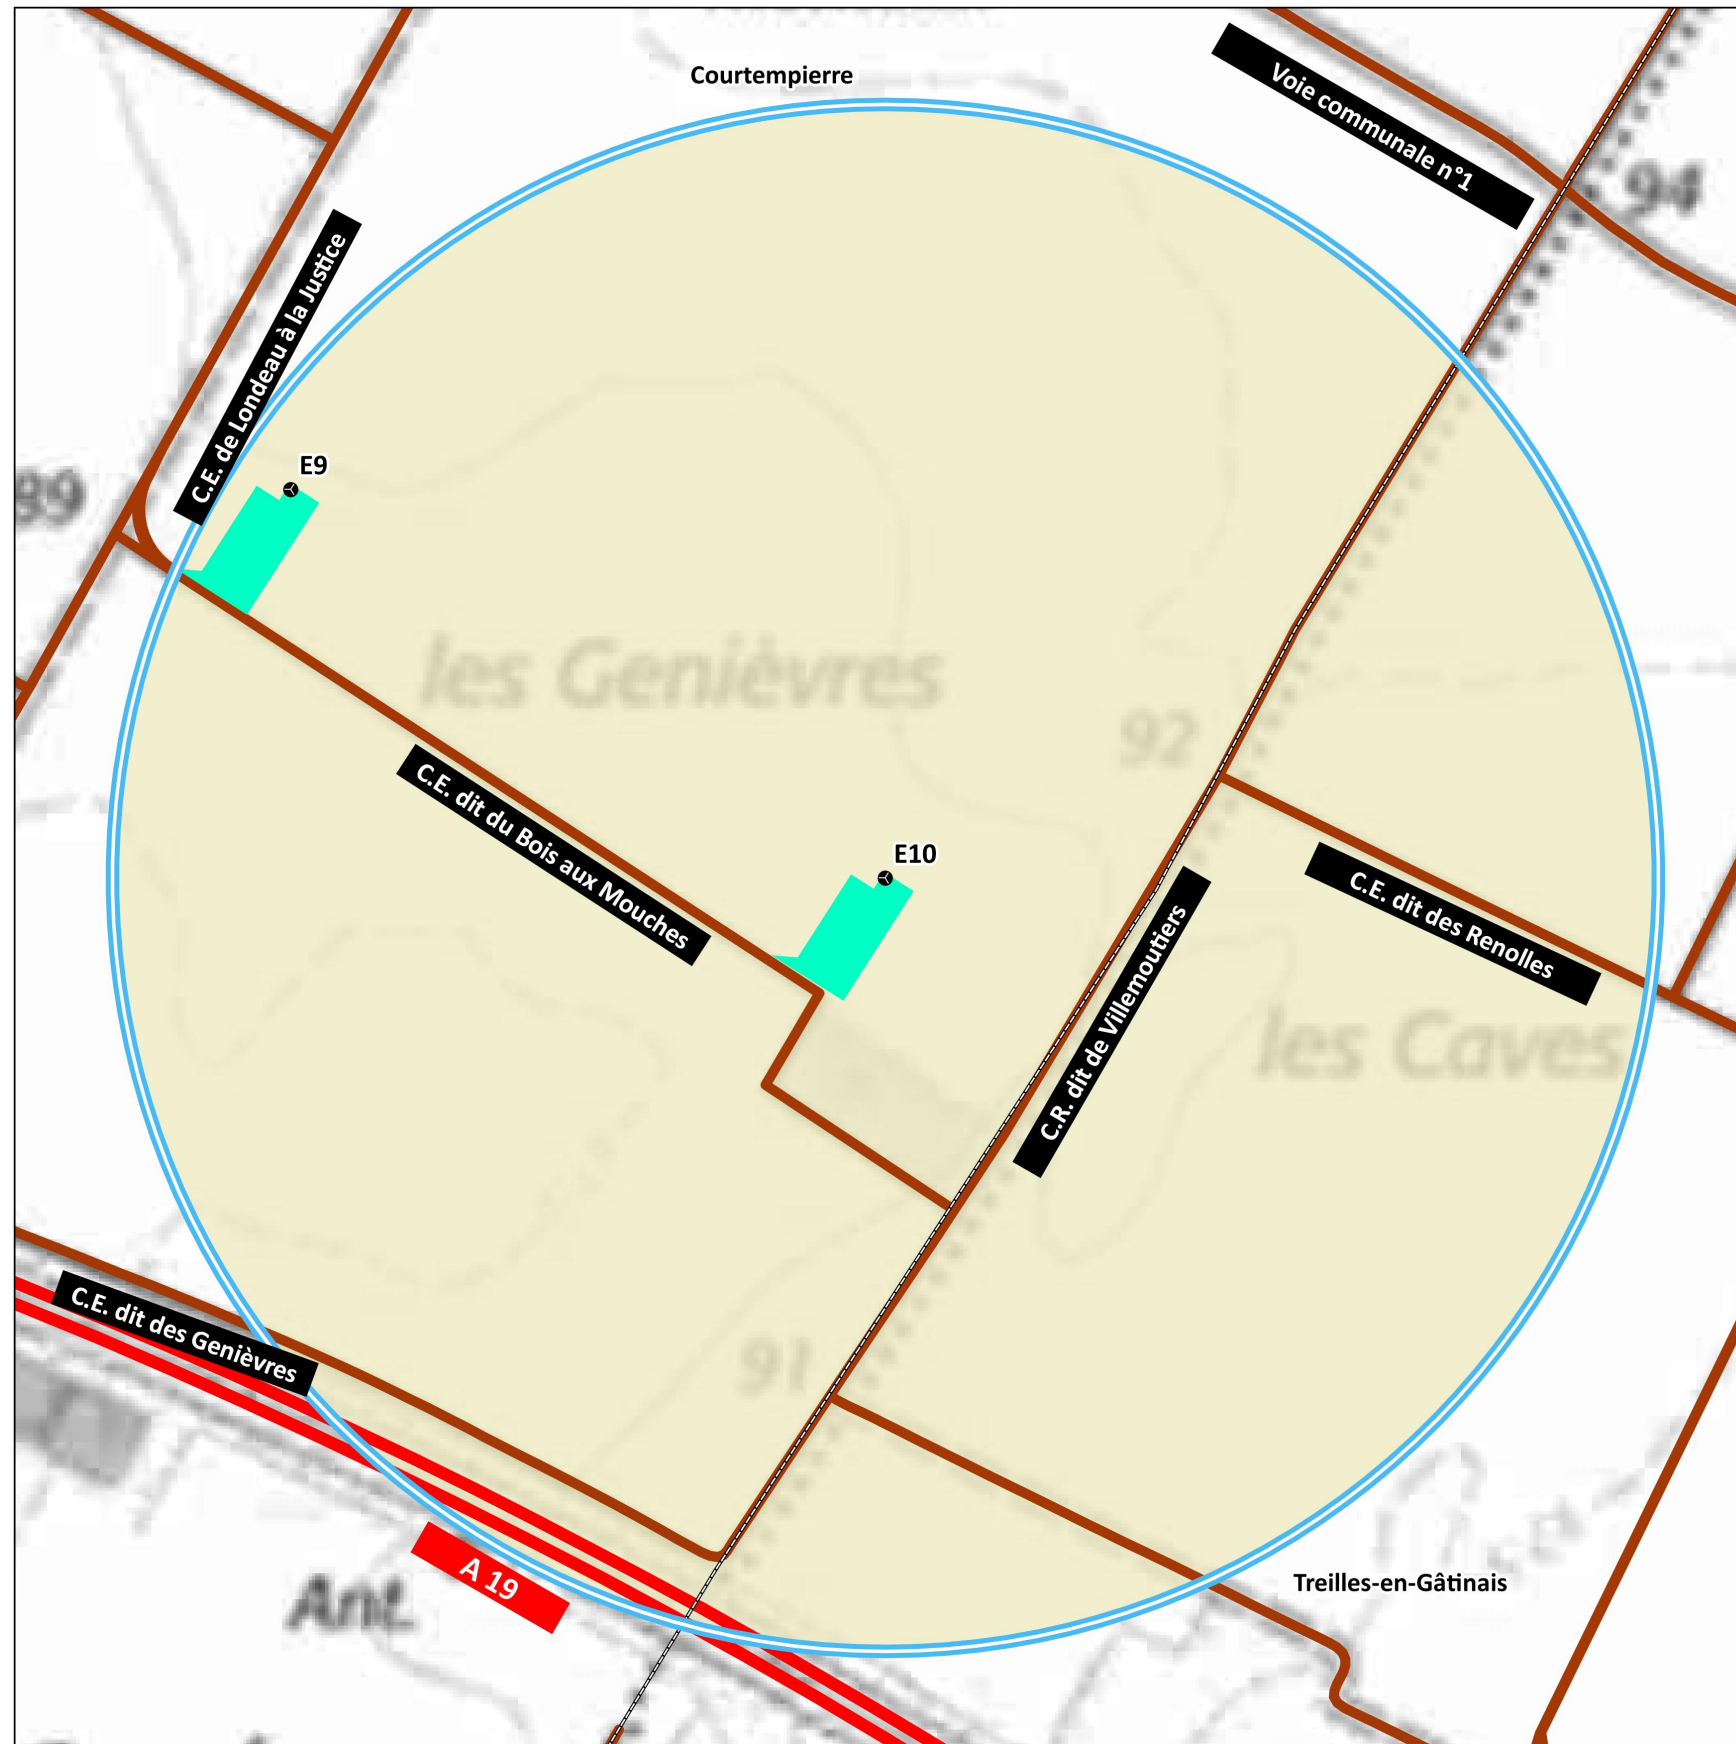 Courtempierre
Voie communale n°1
94
C.E. de Londeau à la Justice
E9
89
les Genièvres
92
C.E. dit du Bois aux Mouches
E10
C.E. dit des Renolles
C.R. dit de Villemoutiers
les Caves
C.E. dit des Genièvres
91
A 19
Treilles-en-Gâtinais
Ant.